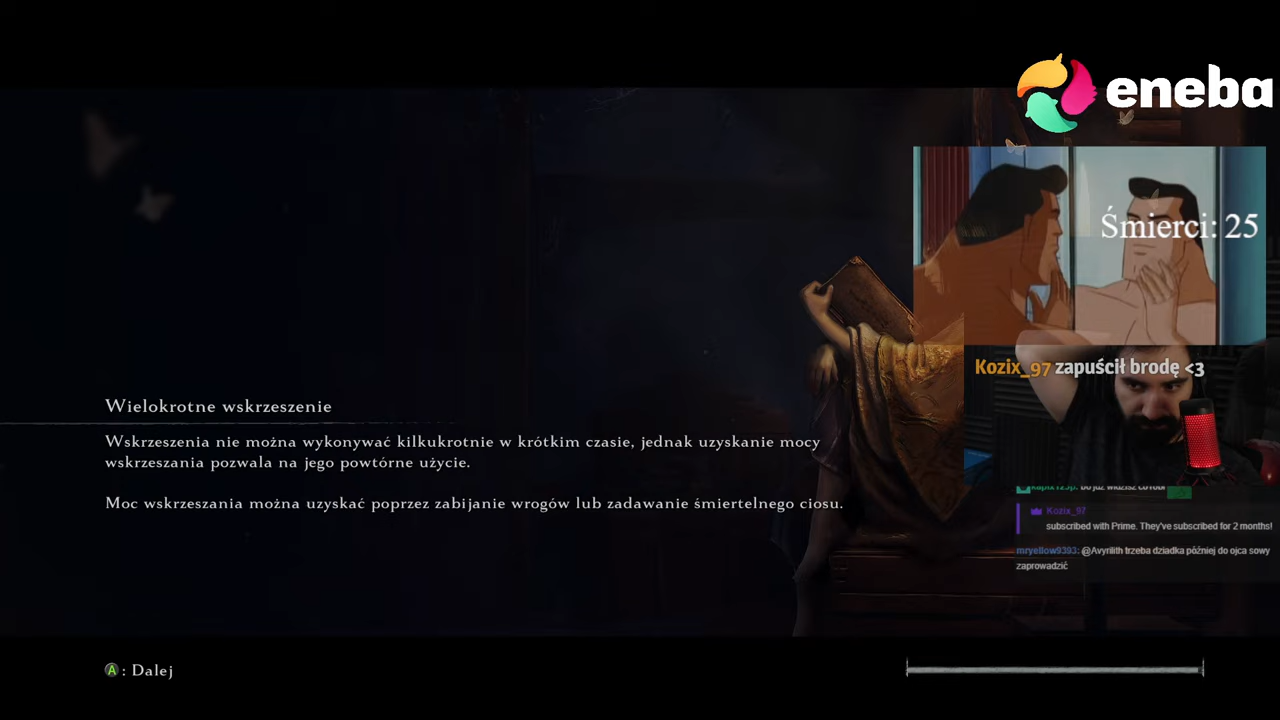 eneba
Śmierci: 25
Kozix_97 zapuścił brodę <3
Wielokrotne wskrzeszenie
Wskrzeszenia nie można wykonywać kilkukrotnie w krótkim czasie, jednak uzyskanie mocy
wskrzeszania pozwala na jego powtórne użycie.
Moc wskrzeszania można uzyskać poprzez zabijanie wrogów lub zadawanie śmiertelnego ciosu.
Kozix_97
subscribed with Prime. They've subscribed for 2 months!
mryellow9393: @Avyrilith trzeba dziadka później do ojca sowy
zaprowadzić
A : Dalej